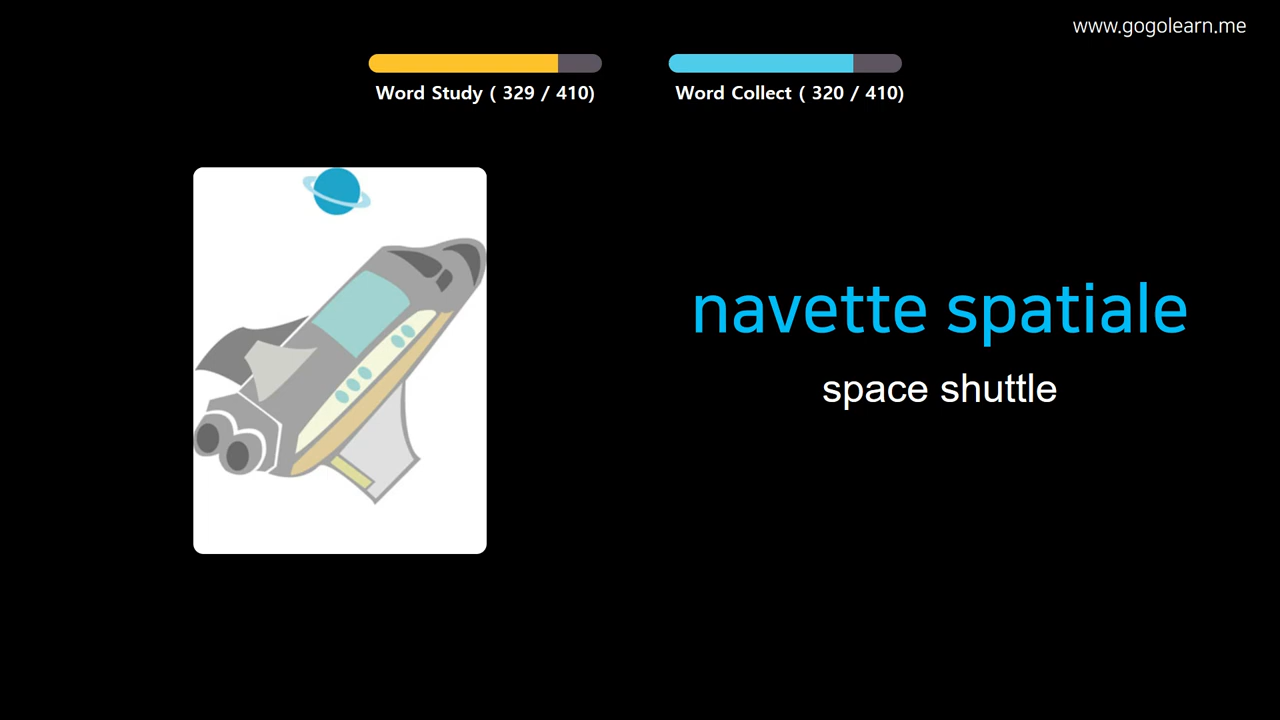 www.gogolearn.me
Word Study ( 329 / 410)
Word Collect ( 320 / 410)
navette spatiale
space shuttle